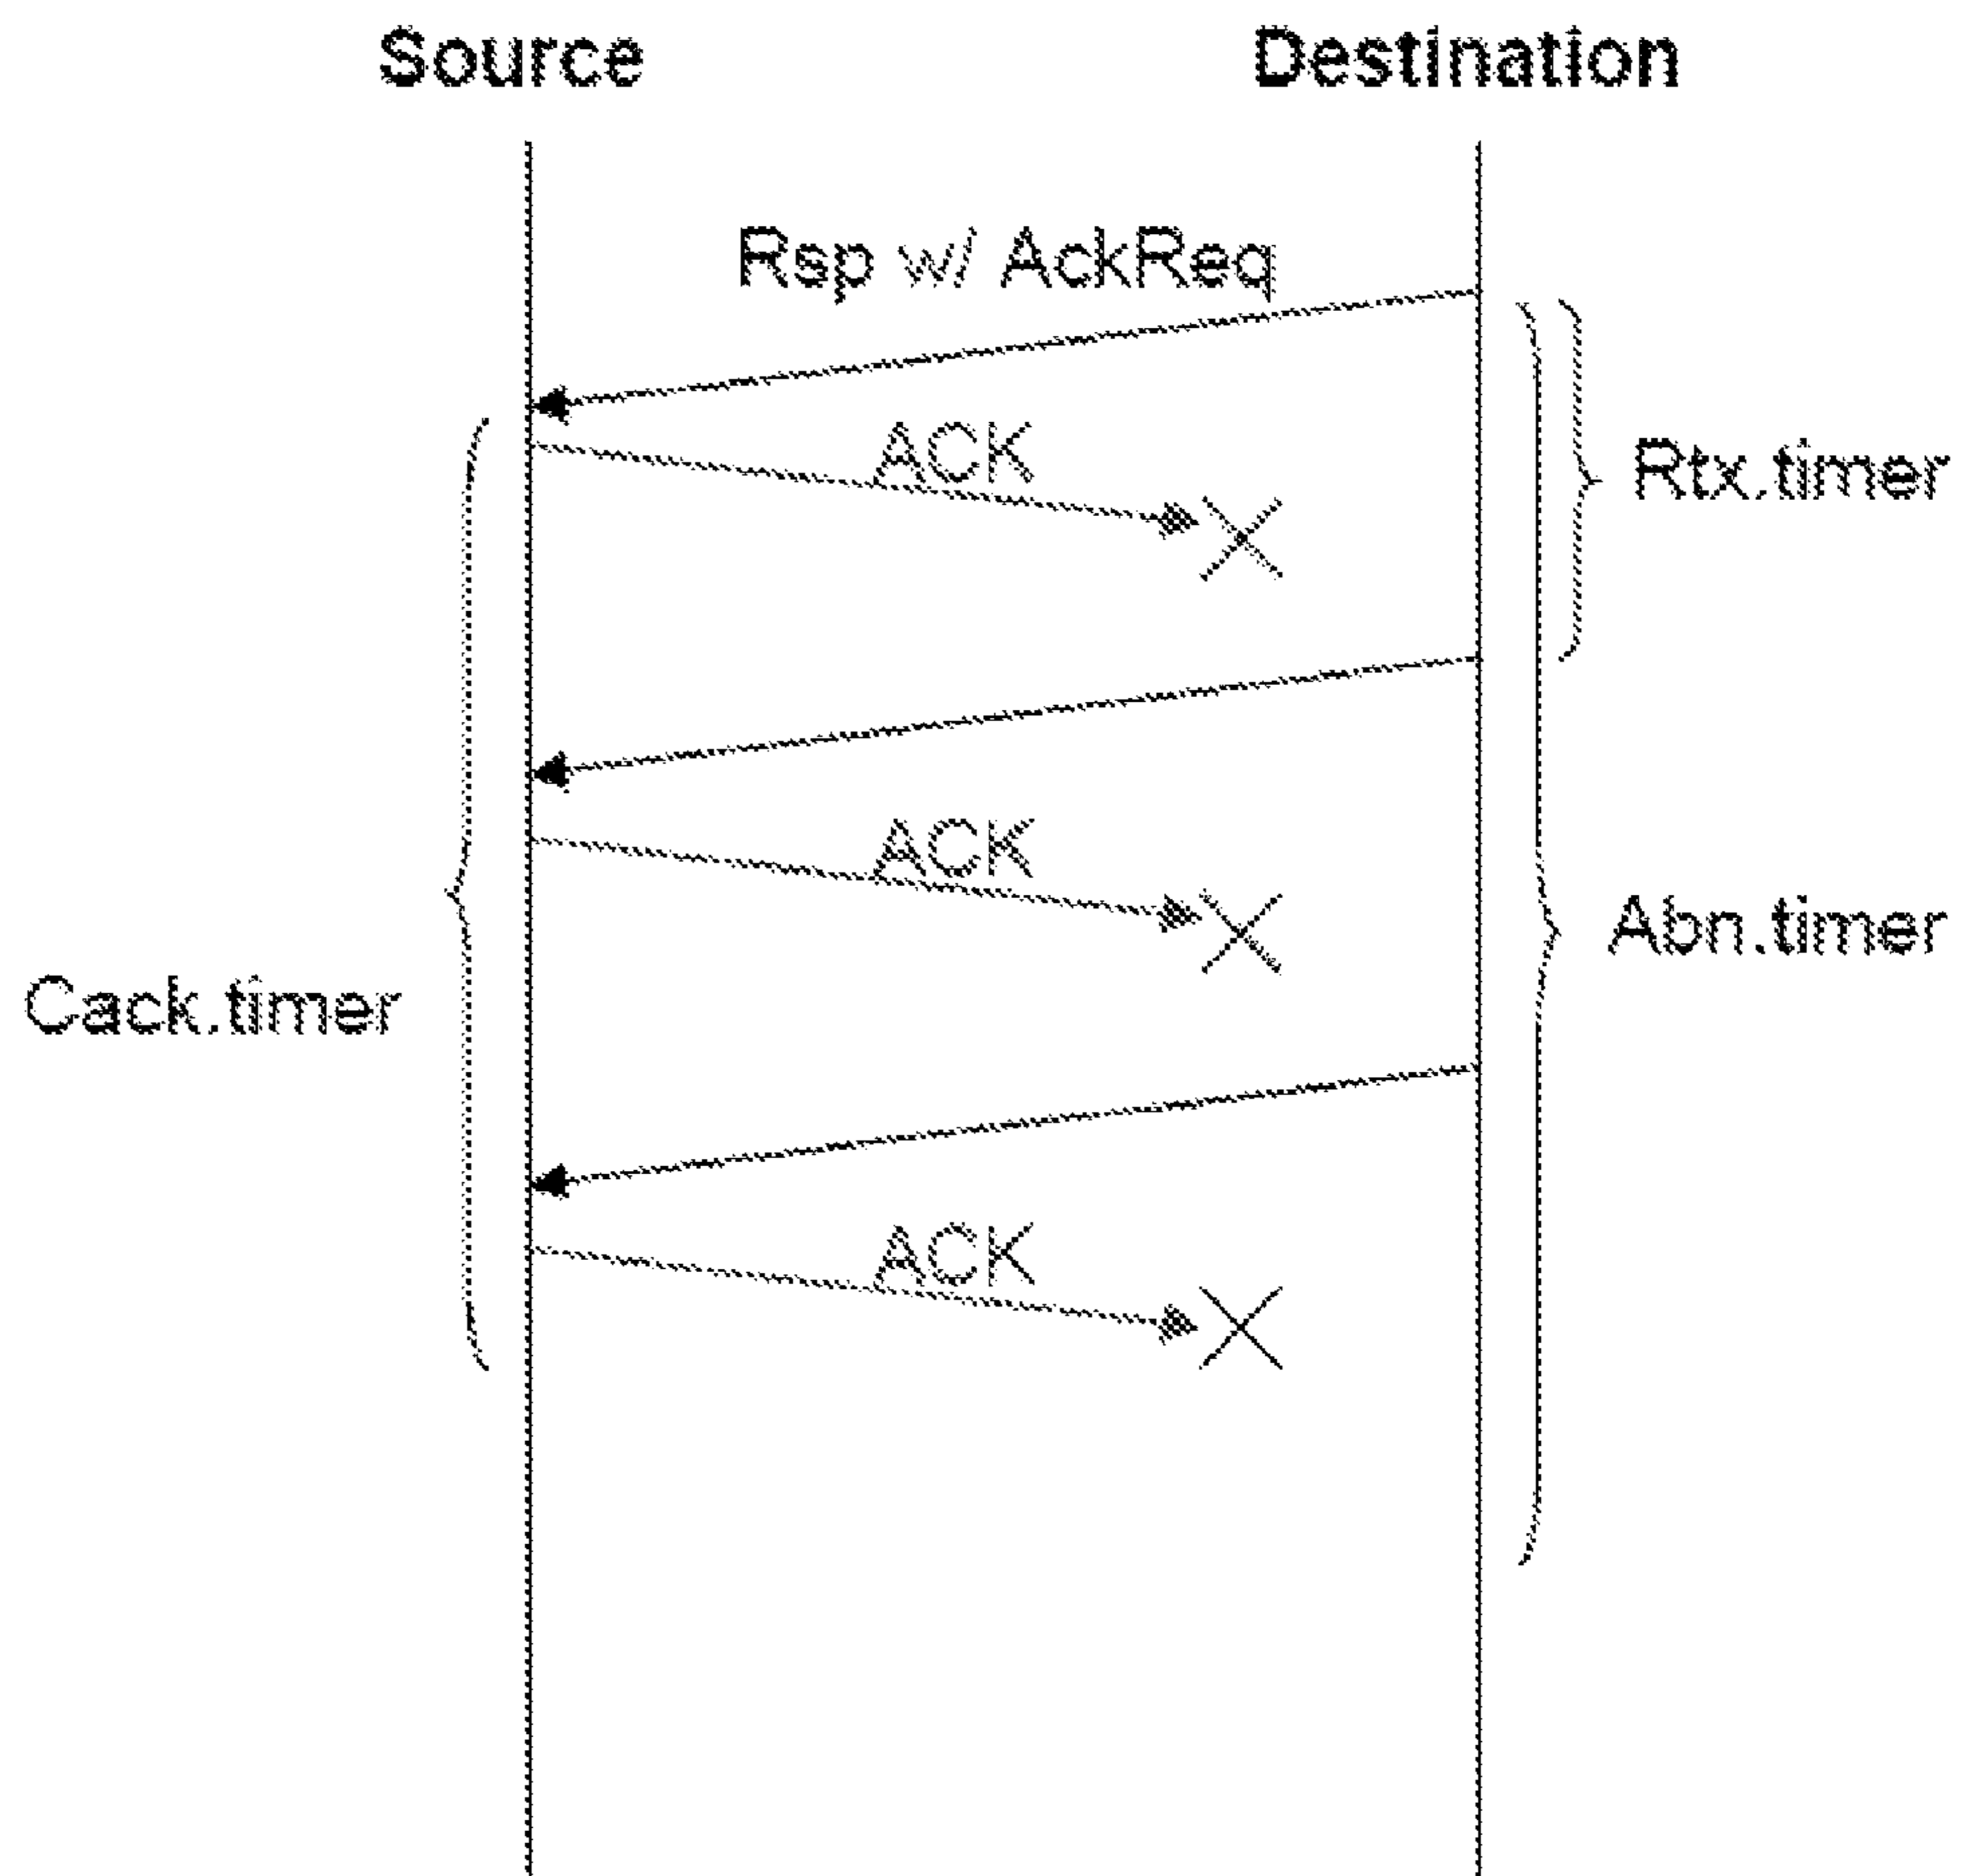 Source
Destination
Rsp w/ AckReq
ACK
Rtx.timer
ACK
Abn.timer
Cack.timer
ACK